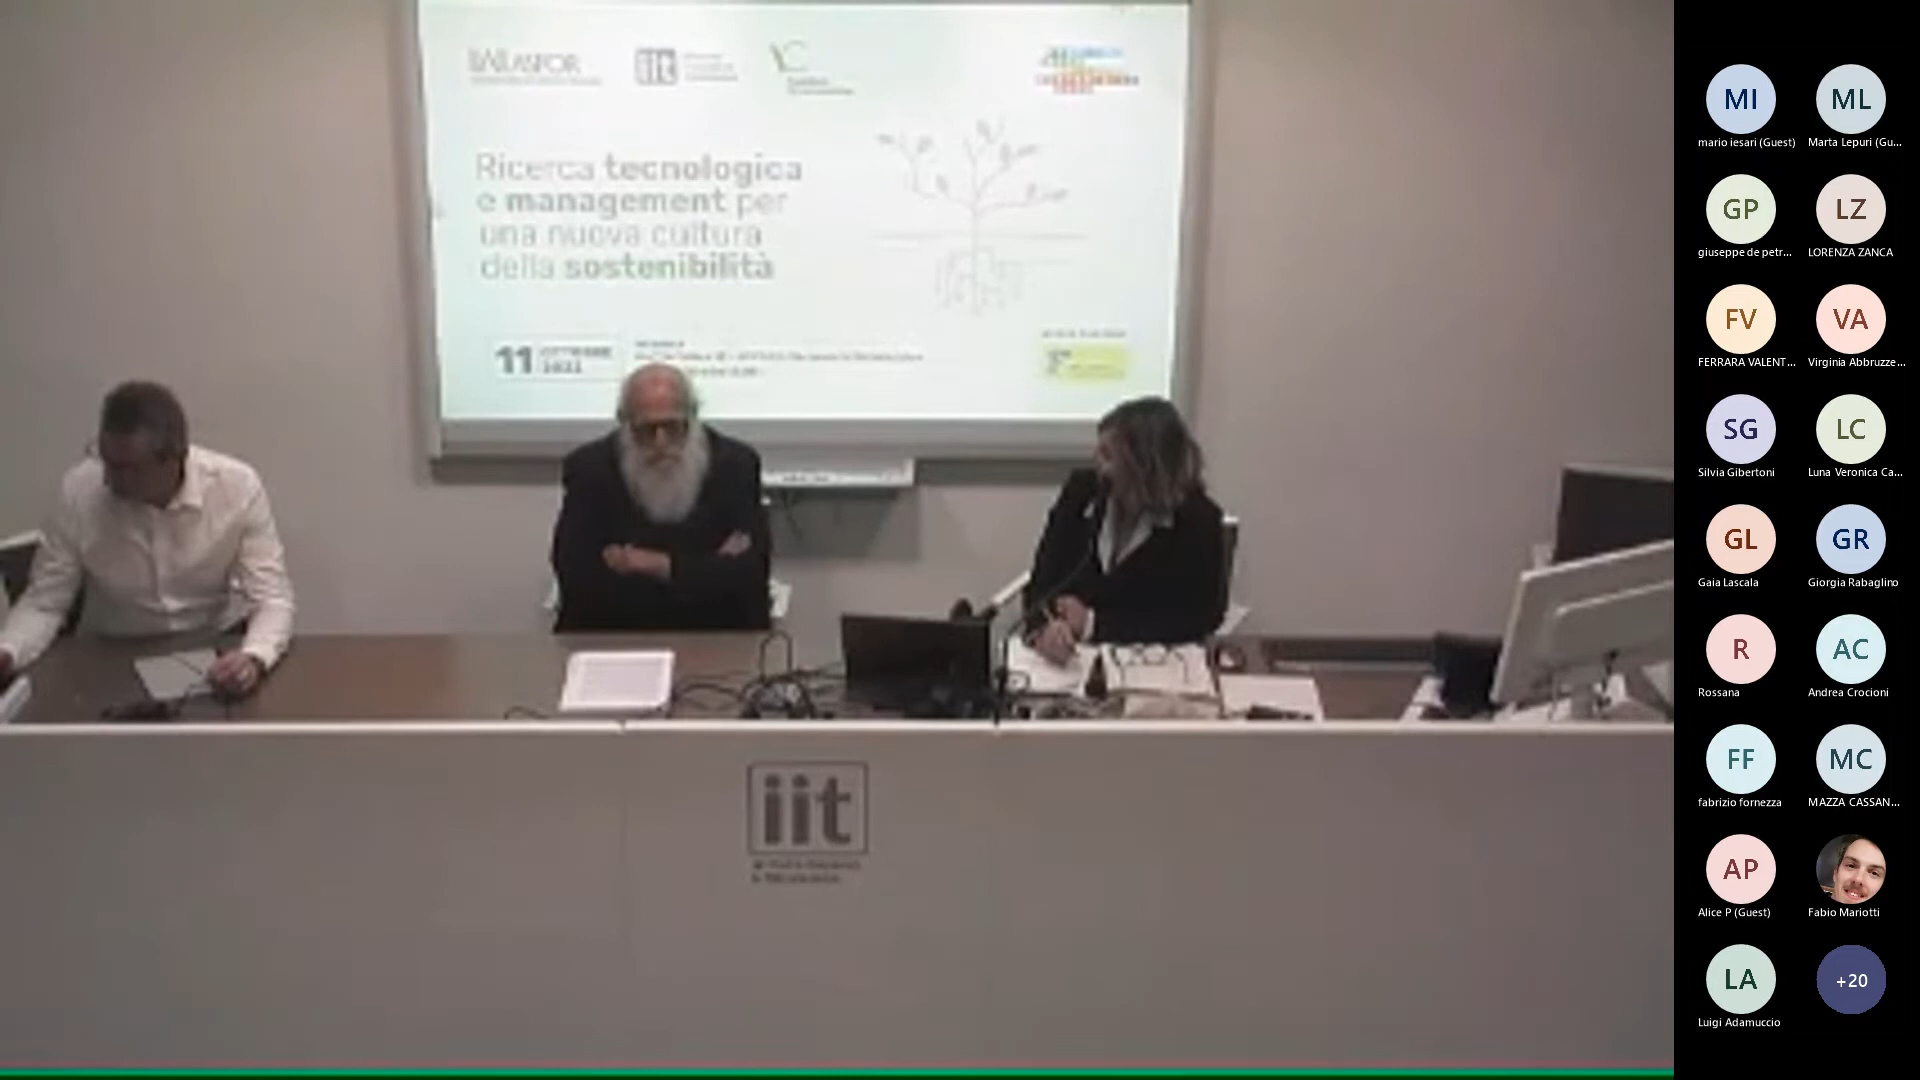 ASFOR
iit
Ricerca tecnologica
e management per
una nuova cultura
della sostenibilità
11
iit
MI
mario iesari (Guest)
ML
Marta Lepuri (Gu...
GP
giuseppe de petr...
LZ
LORENZA ZANCA
FV
FERRARA VALENT...
VA
Virginia Abbruzze...
SG
Silvia Gibertoni
LC
Luna Veronica Ca...
GL
Gaia Lascala
GR
Giorgia Rabaglino
R
Rossana
AC
Andrea Crocioni
FF
fabrizio fornezza
MC
MAZZA CASSAN...
AP
Alice P (Guest)
Fabio Mariotti
LA
Luigi Adamuccio
+20